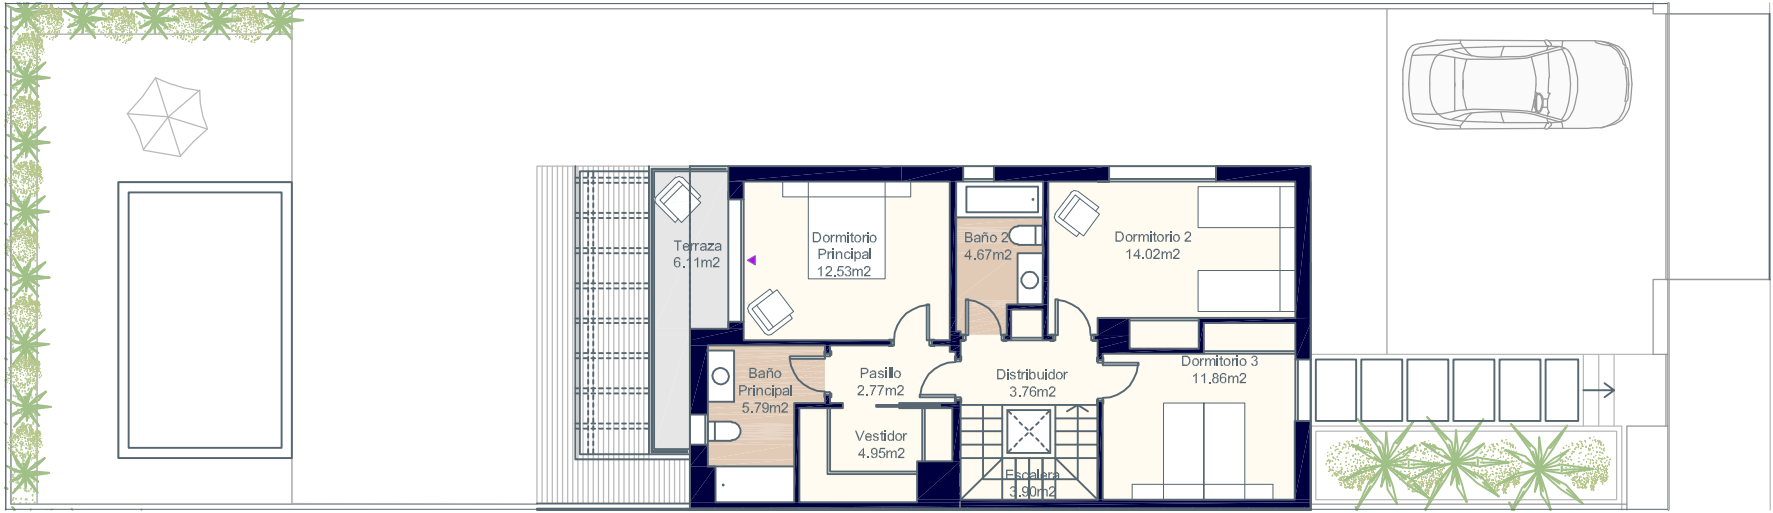 Terraza
6.11m2
Dormitorio
Principal
12.53m2
Baño 2
4.67m2
Dormitorio 2
14.02m2
Baño
Principal
5.79m2
Pasillo
2.77m2
Distribuidor
3.76m2
Dormitorio 3
11.86m2
Vestidor
4.95m2
Escalera
3.90m2